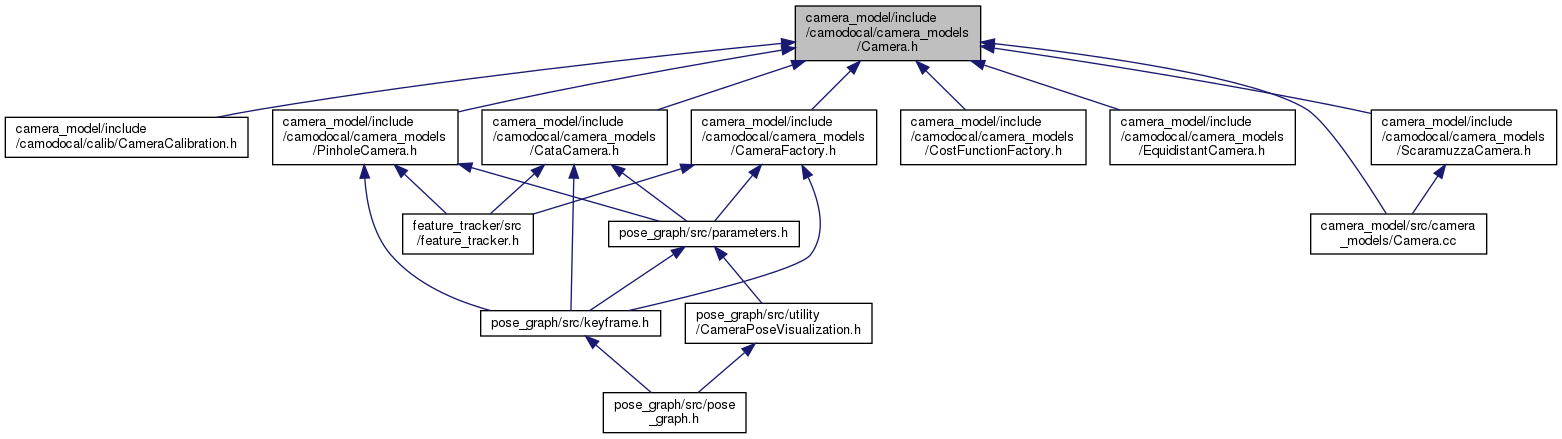 camera_model/include
/camodocal/camera_models
/Camera.h
camera_model/include
/camodocal/calib/CameraCalibration.h
camera_model/include
/camodocal/camera_models
/PinholeCamera.h
camera_model/include
/camodocal/camera_models
/CataCamera.h
camera_model/include
/camodocal/camera_models
/CameraFactory.h
camera_model/include
/camodocal/camera_models
/CostFunctionFactory.h
camera_model/include
/camodocal/camera_models
/EquidistantCamera.h
camera_model/include
/camodocal/camera_models
/ScaramuzzaCamera.h
feature_tracker/src
/feature_tracker.h
pose_graph/src/parameters.h
camera_model/src/camera
_models/Camera.cc
pose_graph/src/keyframe.h
pose_graph/src/utility
/CameraPoseVisualization.h
pose_graph/src/pose
_graph.h